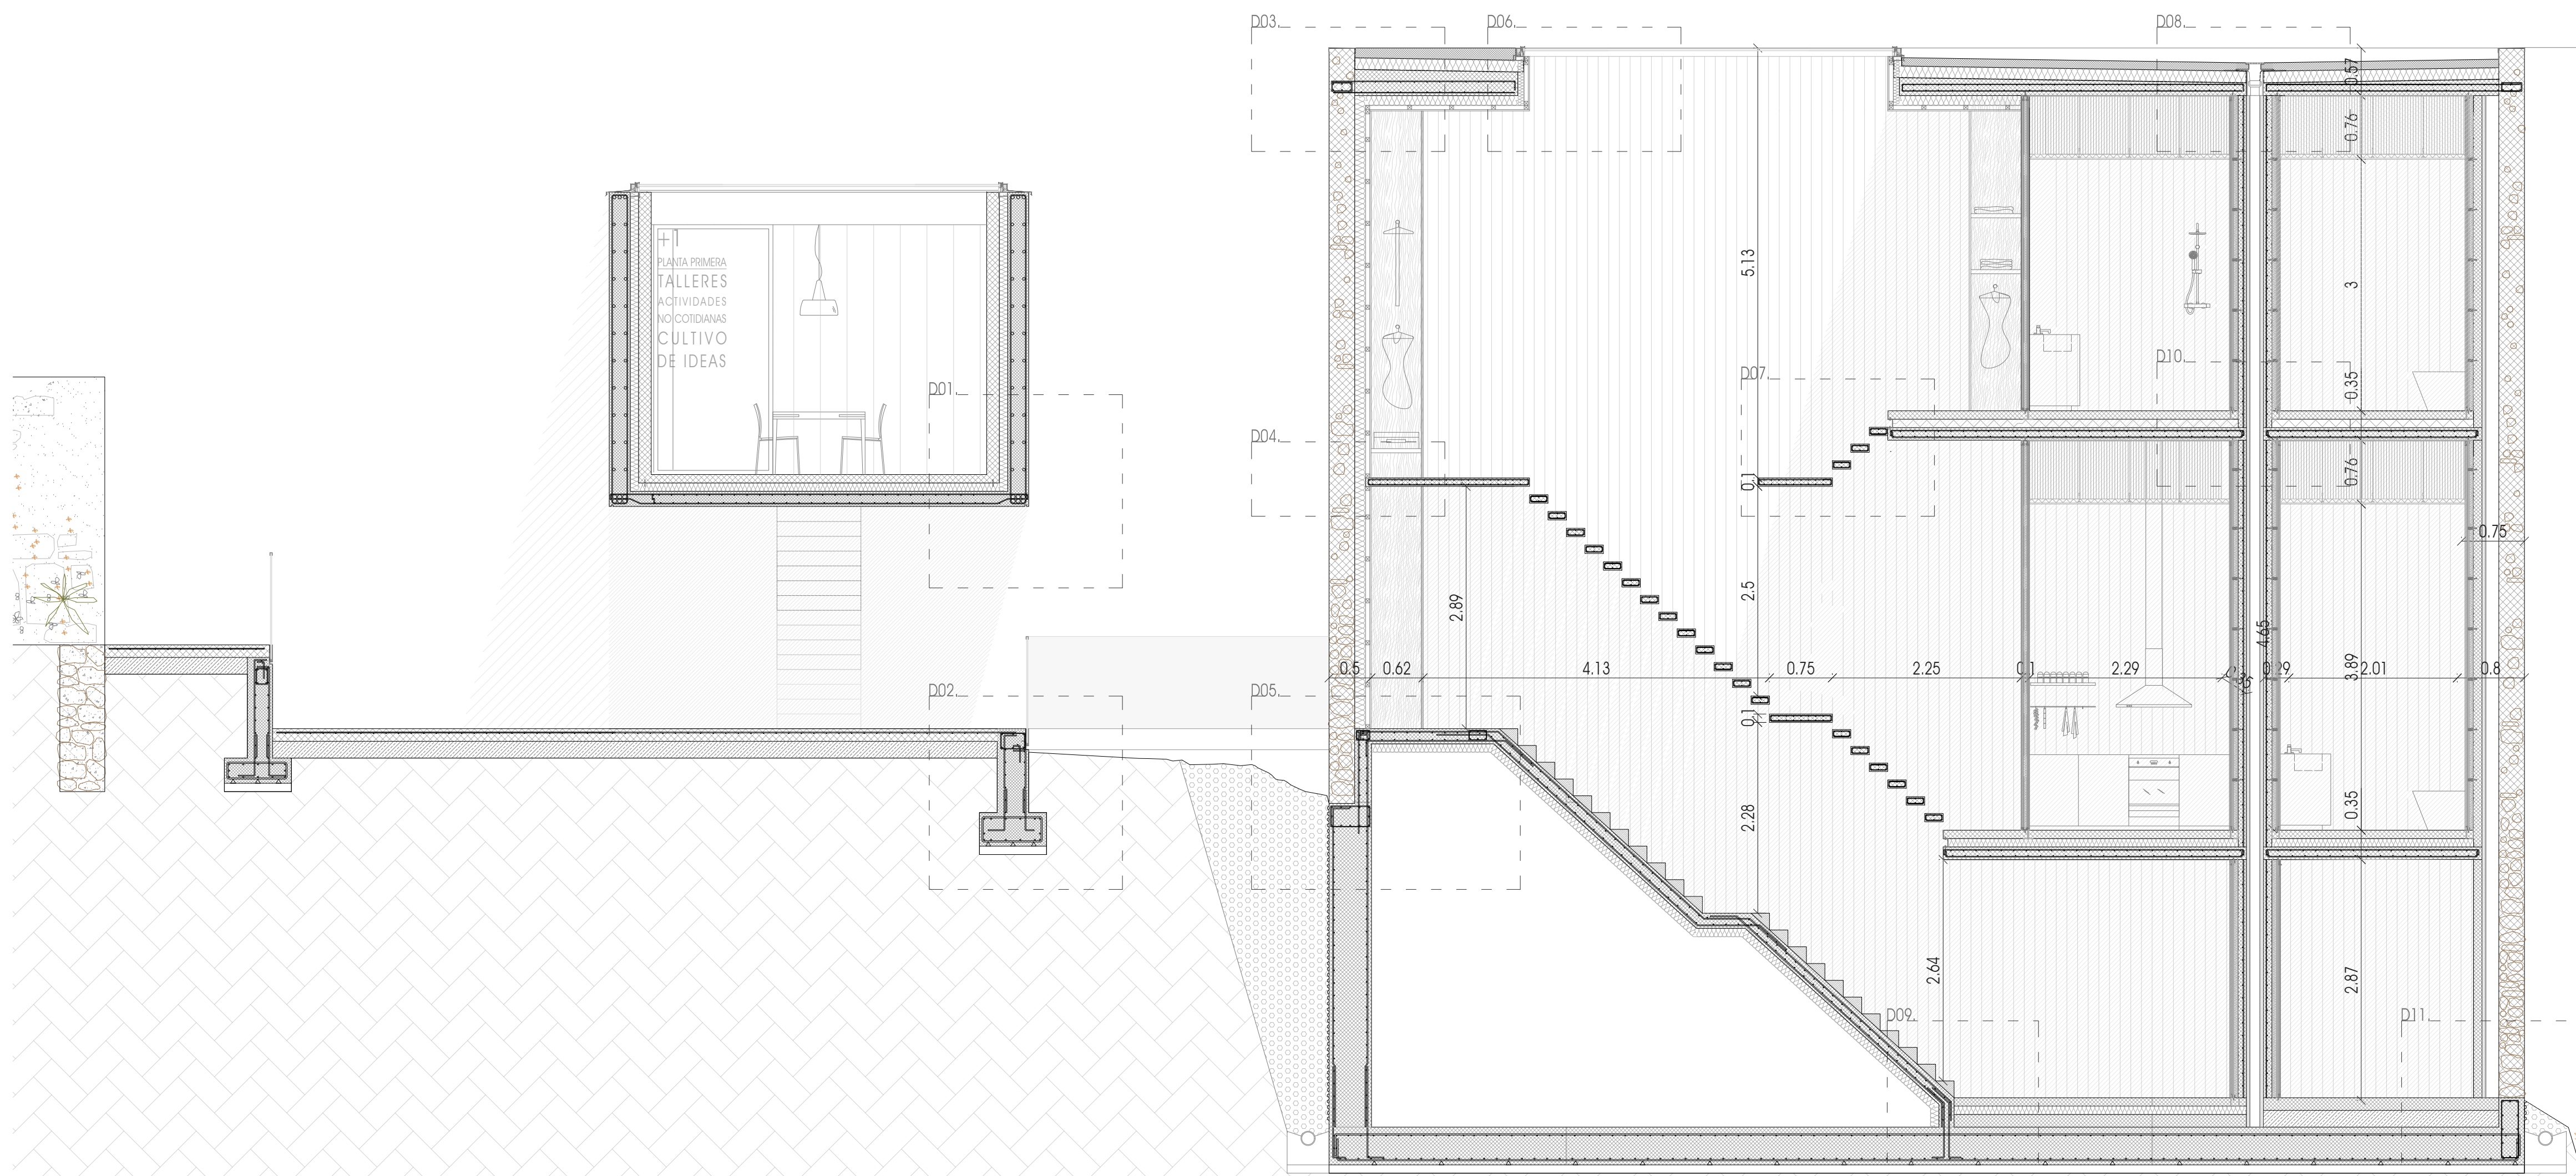 D03.
D06.
D08.
0.57
0.76
+1
PLANTA PRIMERA
TALLERES
ACTIVIDADES
NO COTIDIANAS
CULTIVO
DE IDEAS
5.13
3
D01.
D07.
D10.
0.35
D04.
0.1
0.76
0.75
2.89
2.5
4.65
0.5
0.62
4.13
0.75
2.25
0.1
2.29
0.29
3.89
2.01
0.8
D02.
D05.
0.1
2.28
0.35
2.64
2.87
D09.
D11.